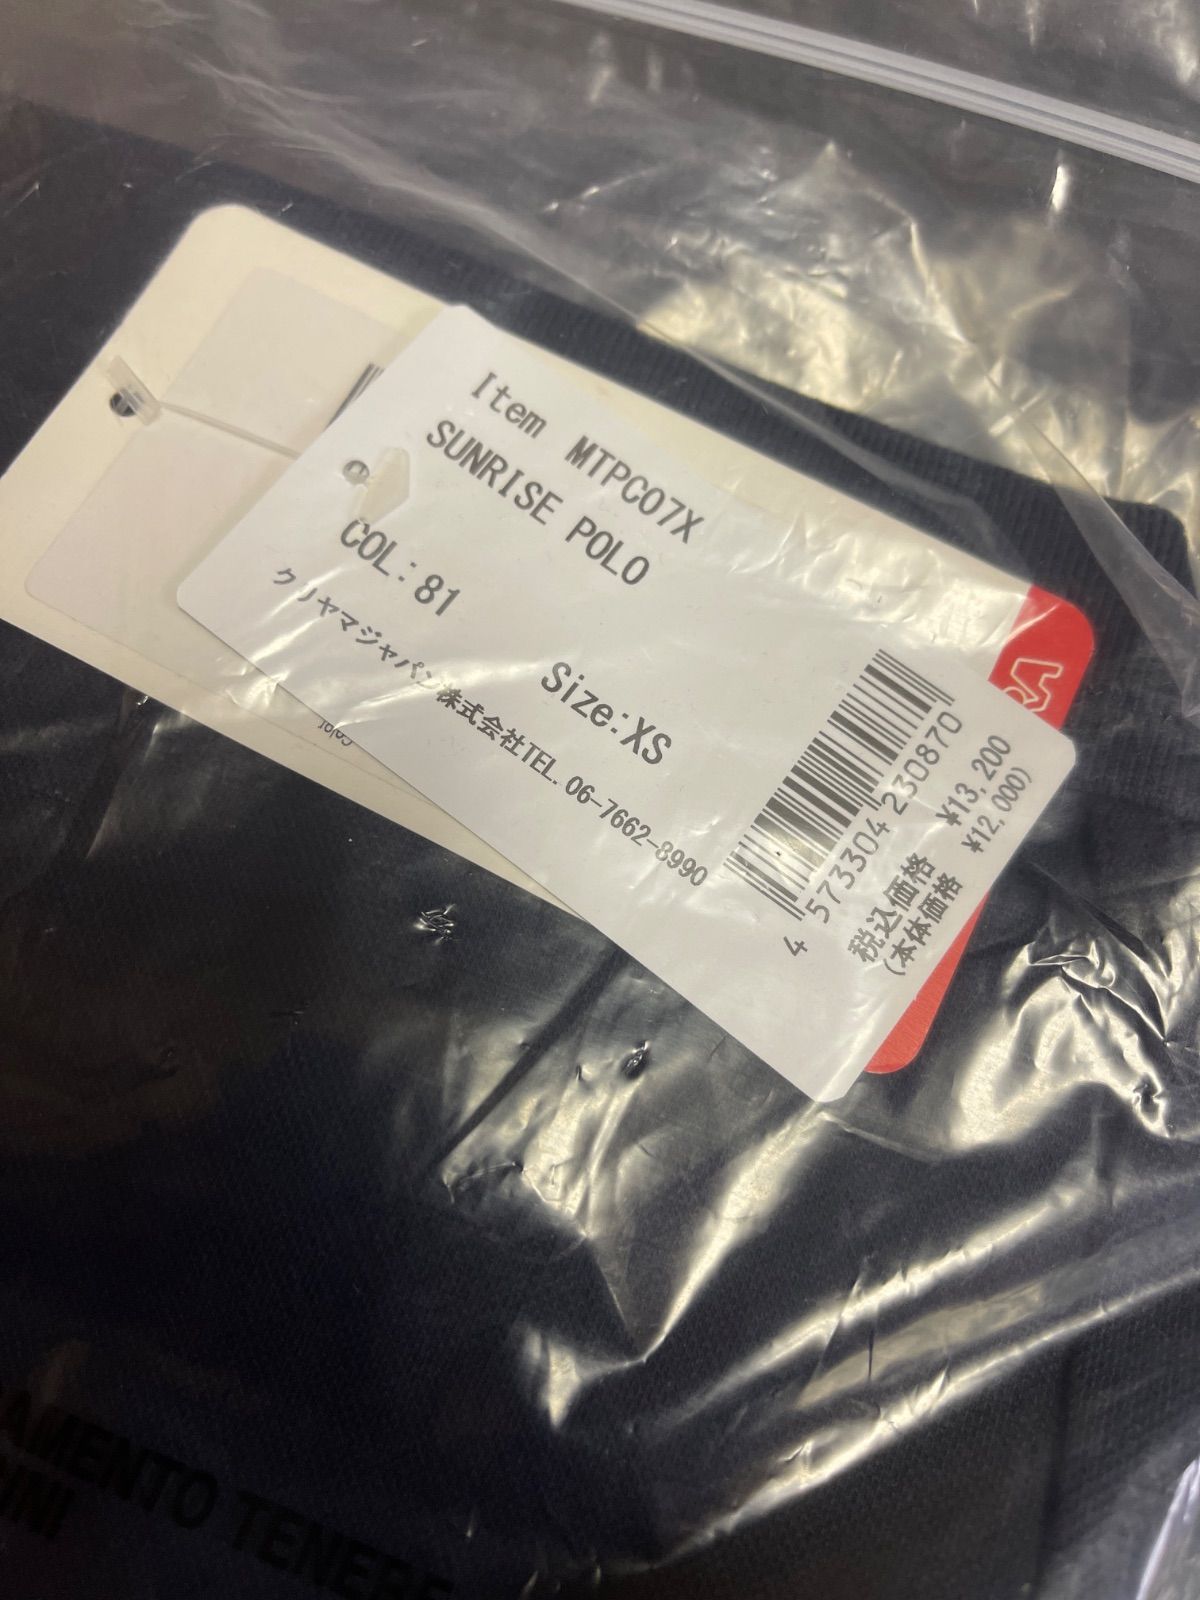 Item MTPC07X
SUNRISE POLO
COL:81
Size:XS
クリヤマジャパン株式会社TEL. 06-7662-8990
4 573304 230870
税込価格 ¥13,200
(本体価格 ¥12,000)
AMENTO TENERE